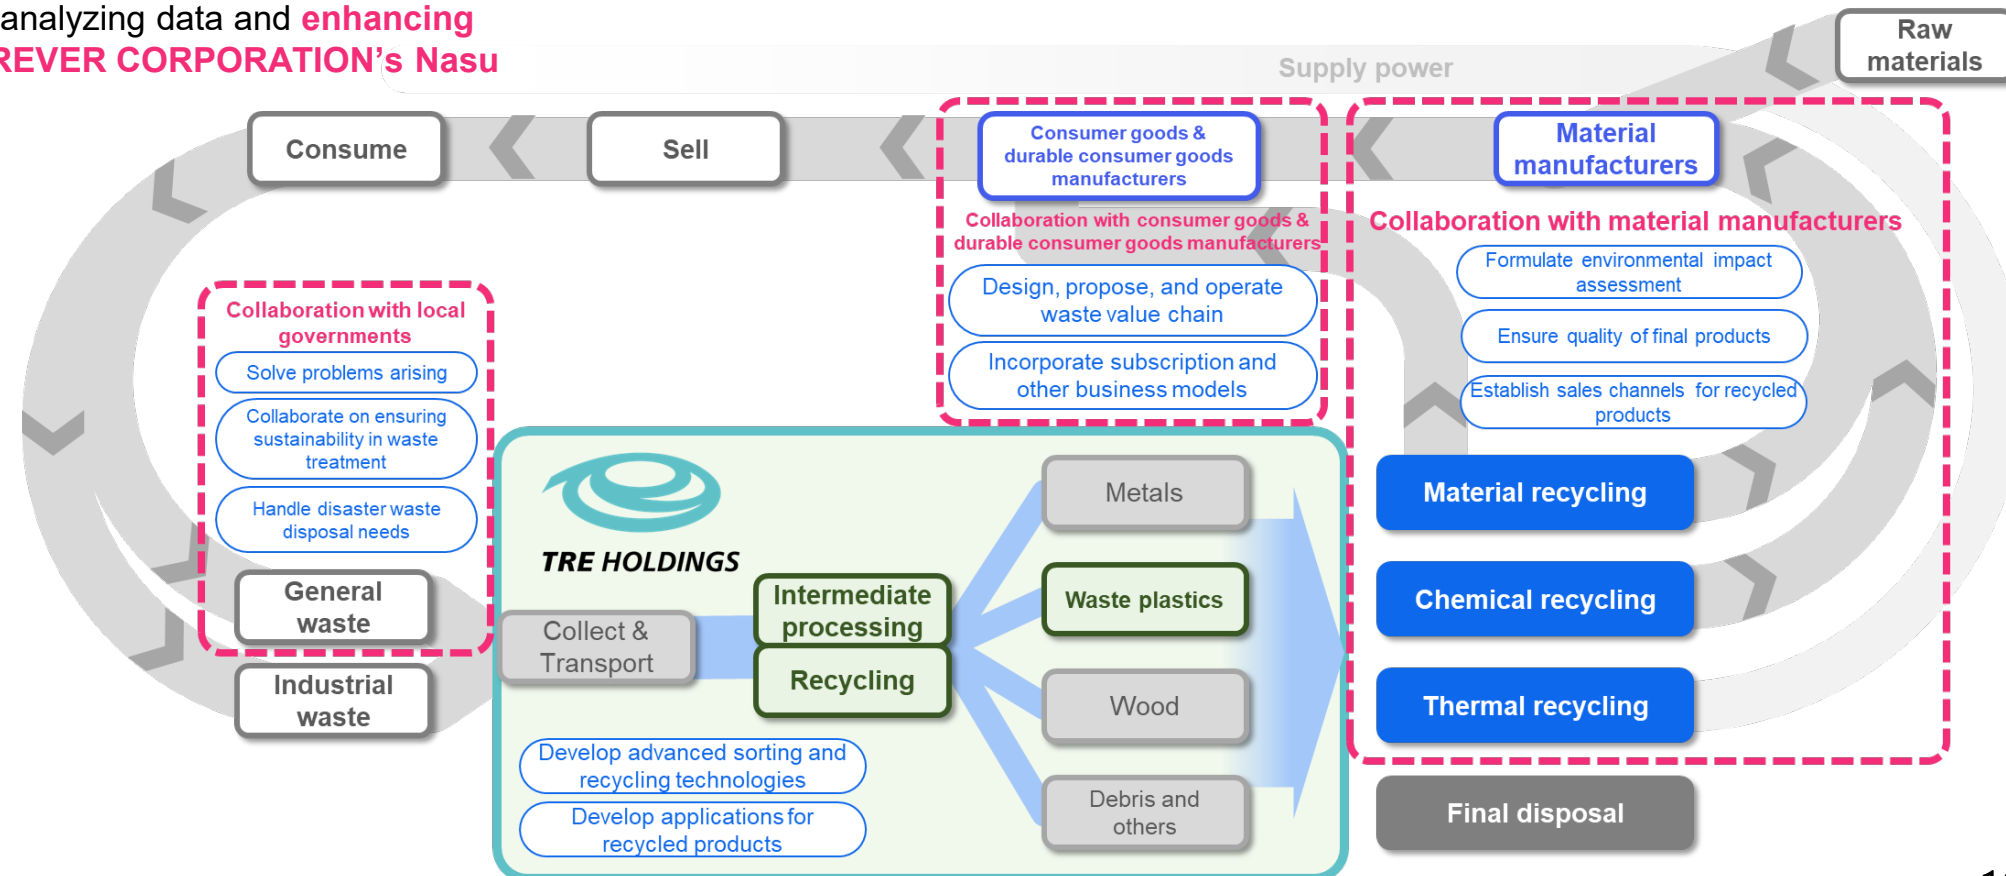 analyzing data and enhancing
REVER CORPORATION's Nasu
Supply power
Raw
materials
Consume
Sell
Consumer goods &
durable consumer goods
manufacturers
Material
manufacturers
Collaboration with consumer goods &
durable consumer goods manufacturers
Design, propose, and operate
waste value chain
Incorporate subscription and
other business models
Collaboration with material manufacturers
Formulate environmental impact
assessment
Ensure quality of final products
Establish sales channels for recycled
products
Collaboration with local
governments
Solve problems arising
Collaborate on ensuring
sustainability in waste
treatment
Handle disaster waste
disposal needs
General
waste
Industrial
waste
TRE HOLDINGS
Collect &
Transport
Intermediate
processing
Recycling
Develop advanced sorting and
recycling technologies
Develop applications for
recycled products
Metals
Waste plastics
Wood
Debris and
others
Material recycling
Chemical recycling
Thermal recycling
Final disposal